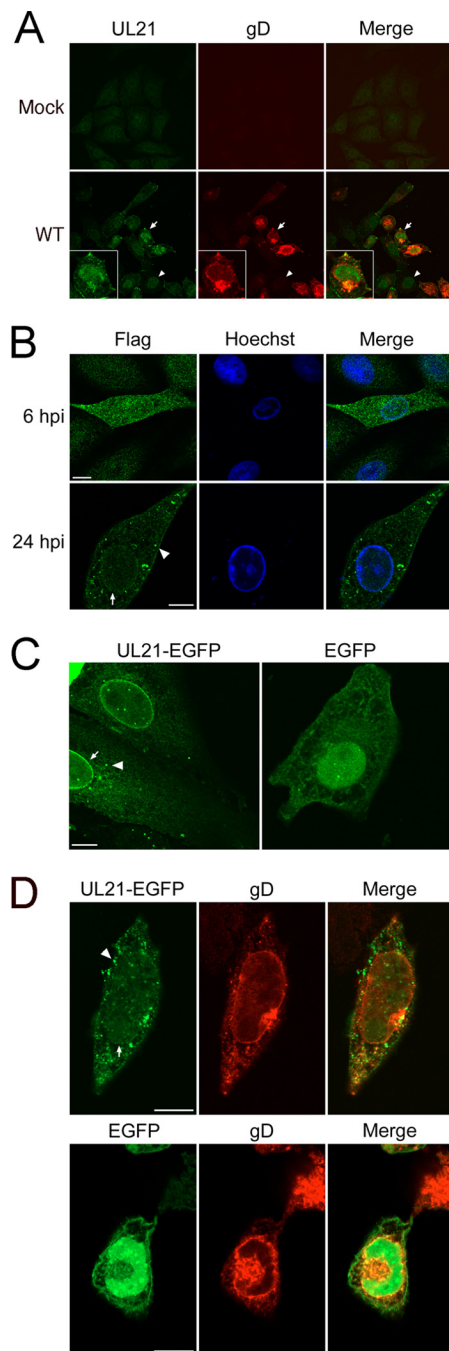 A
UL21 gD Merge
Mock
WT
B
Flag Hoechst Merge
6 hpi
24 hpi
C
UL21-EGFP EGFP
D
UL21-EGFP gD Merge
EGFP gD Merge